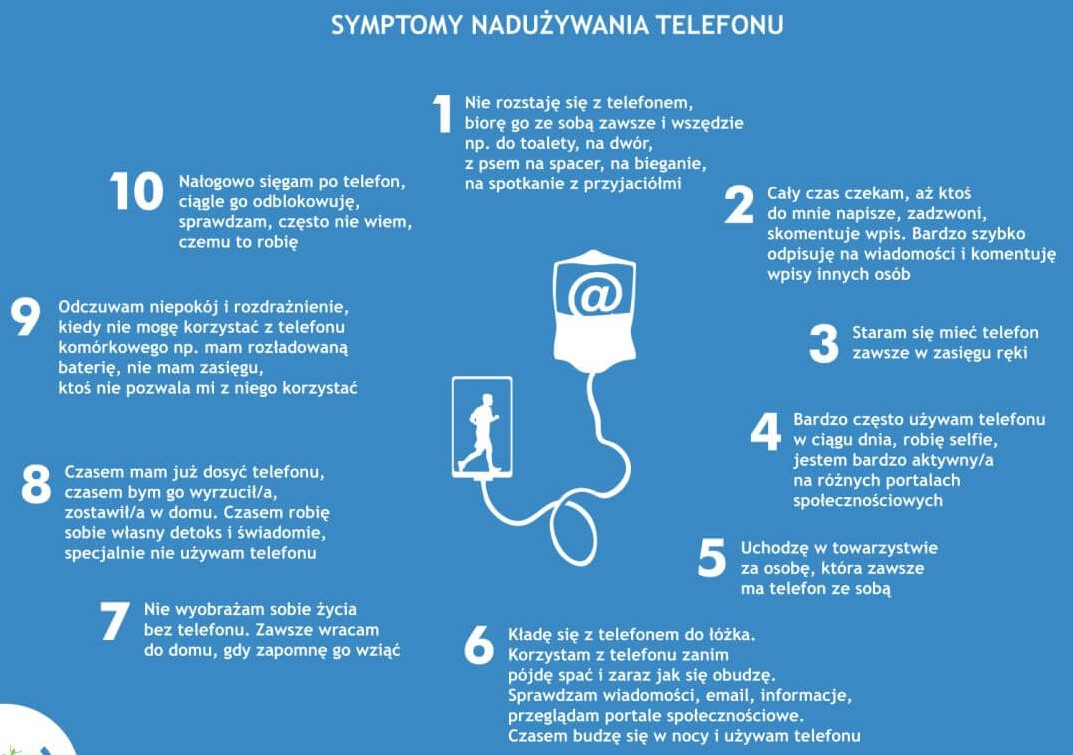 SYMPTOMY NADUŻYWANIA TELEFONU
1
Nie rozstaję się z telefonem,
biorę go ze sobą zawsze i wszędzie
np. do toalety, na dwór,
z psem na spacer, na bieganie,
na spotkanie z przyjaciółmi
2
Cały czas czekam, aż ktoś
do mnie napisze, zadzwoni,
skomentuje wpis. Bardzo szybko
odpisuję na wiadomości i komentuję
wpisy innych osób
3
Staram się mieć telefon
zawsze w zasięgu ręki
4
Bardzo często używam telefonu
w ciągu dnia, robię selfie,
jestem bardzo aktywny/a
na różnych portalach
społecznościowych
5
Uchodzę w towarzystwie
za osobę, która zawsze
ma telefon ze sobą
6
Kładę się z telefonem do łóżka.
Korzystam z telefonu zanim
pójdę spać i zaraz jak się obudzę.
Sprawdzam wiadomości, email, informacje,
przeglądam portale społecznościowe.
Czasem budzę się w nocy i używam telefonu
7
Nie wyobrażam sobie życia
bez telefonu. Zawsze wracam
do domu, gdy zapomnę go wziąć
8
Czasem mam już dosyć telefonu,
czasem bym go wyrzucił/a,
zostawił/a w domu. Czasem robię
sobie własny detoks i świadomie,
specjalnie nie używam telefonu
9
Odczuwam niepokój i rozdrażnienie,
kiedy nie mogę korzystać z telefonu
komórkowego np. mam rozładowaną
baterię, nie mam zasięgu,
ktoś nie pozwala mi z niego korzystać
10
Nałogowo sięgam po telefon,
ciągle go odblokowuję,
sprawdzam, często nie wiem,
czemu to robię
@